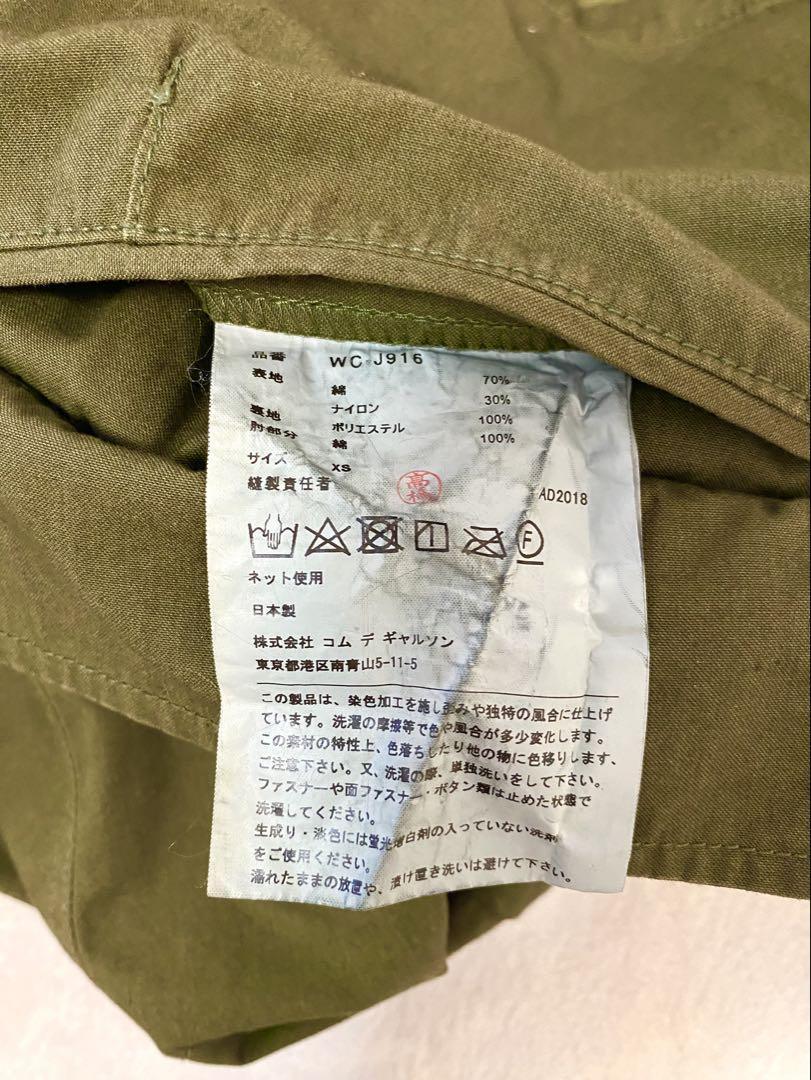 品番 WC-J916
表地 綿 70%
ナイロン 30%
裏地 ポリエステル 100%
肘部分 綿 100%
サイズ XS
縫製責任者 高橋 AD2018
F
ネット使用
日本製
株式会社 コム デ ギャルソン
東京都港区南青山5-11-5
この製品は、染色加工を施し歪みや独特の風合に仕上げ
ています。洗濯の摩擦等で色や風合が多少変化します。
この素材の特性上、色落ちしたり他の物に色移りします、
ご注意下さい。又、洗濯の際、単独洗いをして下さい。
ファスナーや面ファスナー・ボタン類は止めた状態で
洗濯してください。
生成り・淡色には蛍光増白剤の入っていない洗剤
をご使用ください。
濡れたままの放置や、漬け置き洗いは避けて下さい。